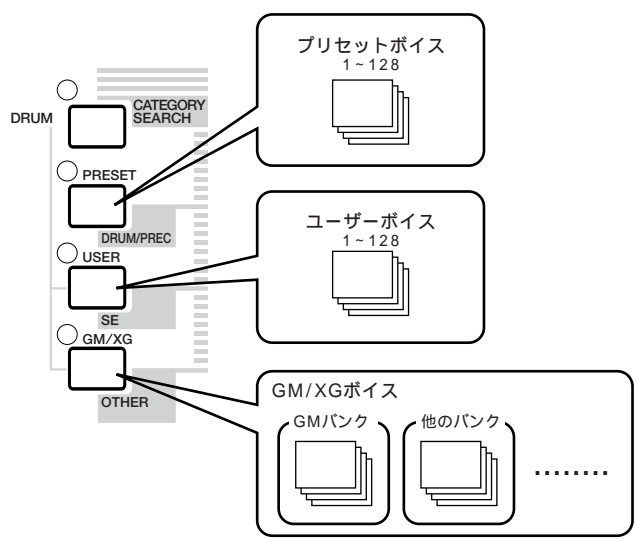 プリセットボイス
1~128
DRUM
CATEGORY
SEARCH
PRESET
DRUM/PREC
USER
ユーザーボイス
1~128
SE
GM/XG
OTHER
GM/XGボイス
GMバンク
他のバンク
........